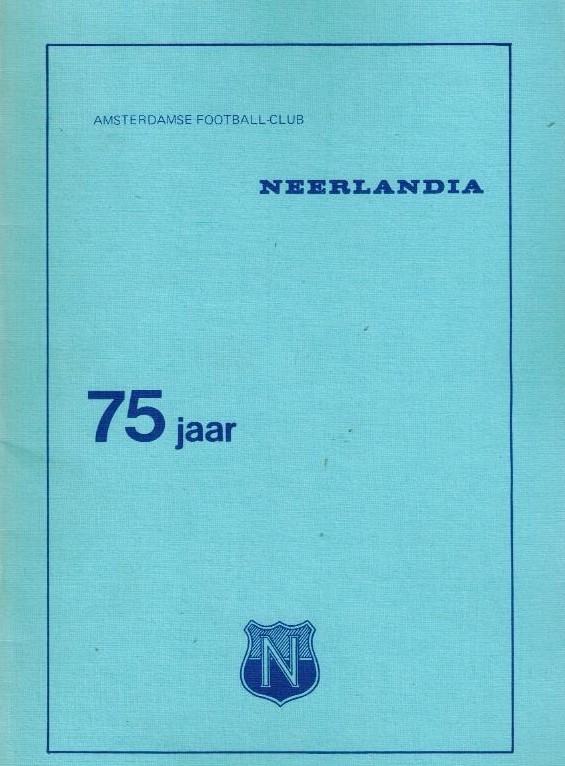 AMSTERDAMSE FOOTBALL-CLUB
NEERLANDIA
75 jaar
N